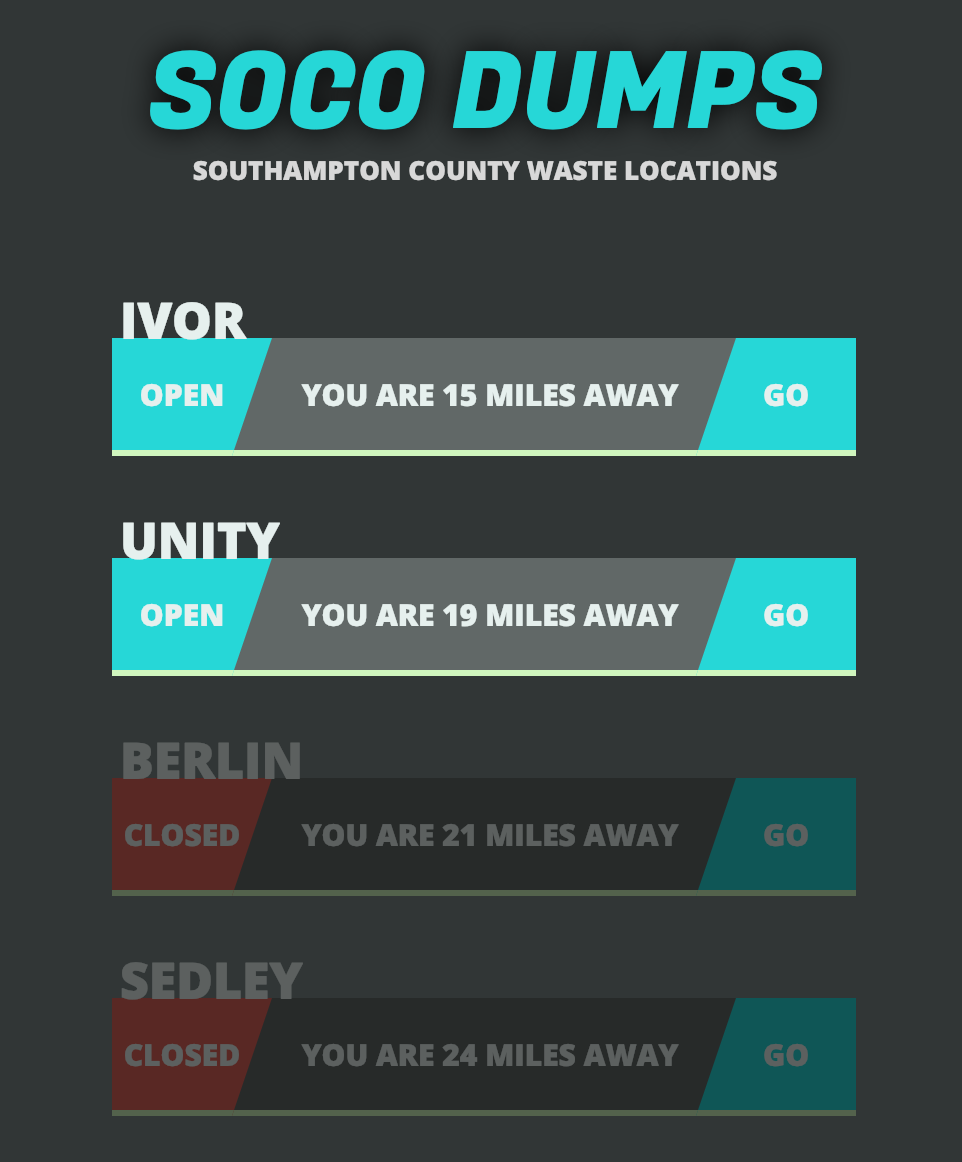 SOCO DUMPS
SOUTHAMPTON COUNTY WASTE LOCATIONS
IVOR
OPEN YOU ARE 15 MILES AWAY GO
UNITY
OPEN YOU ARE 19 MILES AWAY GO
BERLIN
CLOSED YOU ARE 21 MILES AWAY GO
SEDLEY
CLOSED YOU ARE 24 MILES AWAY GO